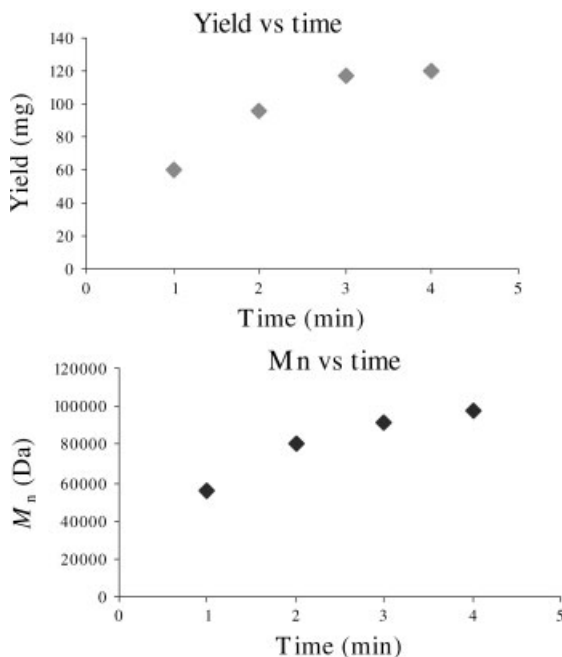 Yield vs time
140
120
100
80
60
40
20
0
Yield (mg)
0 1 2 3 4 5
Time (min)
Mn vs time
120000
100000
80000
60000
40000
20000
0
Mn (Da)
0 1 2 3 4 5
Time (min)